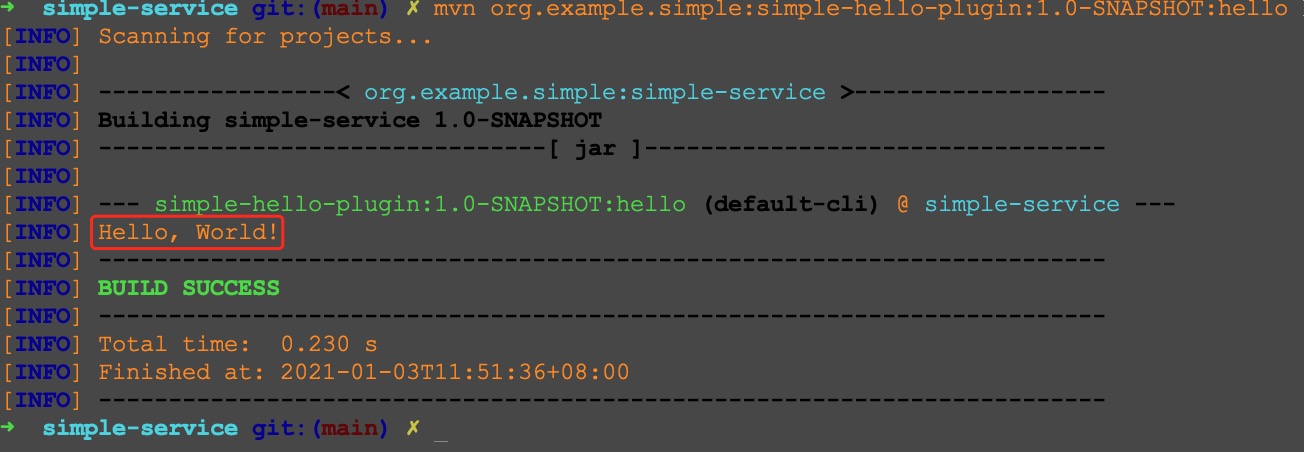 ➜  simple-service git:(main) ✗ mvn org.example.simple:simple-hello-plugin:1.0-SNAPSHOT:hello
[INFO] Scanning for projects...
[INFO]
[INFO] -----------------< org.example.simple:simple-service >------------------
[INFO] Building simple-service 1.0-SNAPSHOT
[INFO] --------------------------------[ jar ]---------------------------------
[INFO]
[INFO] --- simple-hello-plugin:1.0-SNAPSHOT:hello (default-cli) @ simple-service ---
[INFO] Hello, World!
[INFO] ------------------------------------------------------------------------
[INFO] BUILD SUCCESS
[INFO] ------------------------------------------------------------------------
[INFO] Total time:  0.230 s
[INFO] Finished at: 2021-01-03T11:51:36+08:00
[INFO] ------------------------------------------------------------------------
➜  simple-service git:(main) ✗ _